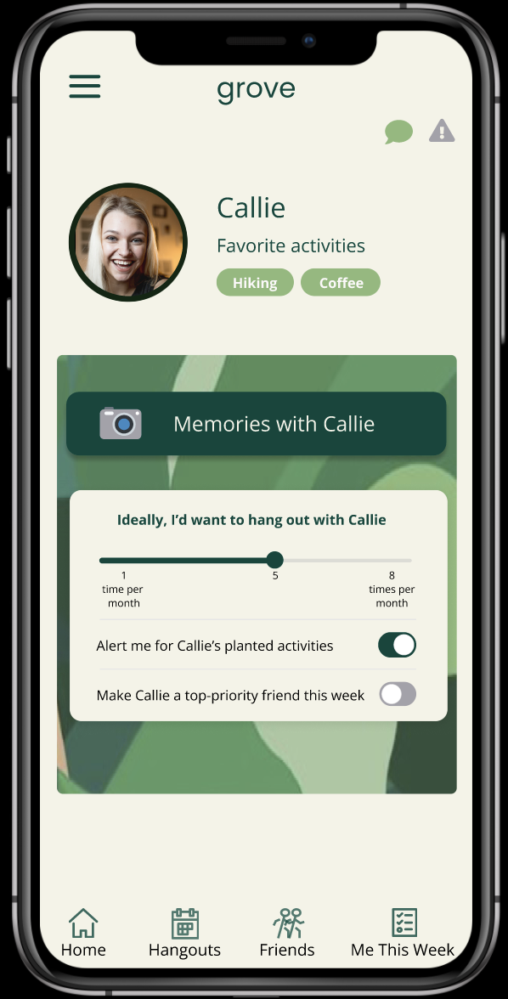 grove
Callie
Favorite activities
Hiking Coffee
Memories with Callie
Ideally, I’d want to hang out with Callie
1 5 8
time per times per
month month
Alert me for Callie’s planted activities
Make Callie a top-priority friend this week
Home Hangouts Friends Me This Week